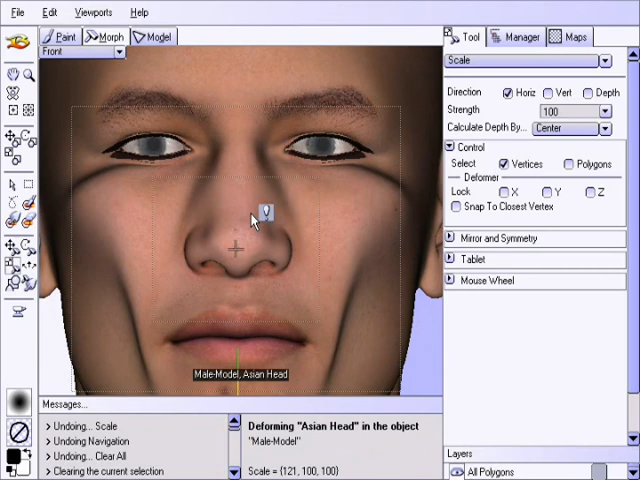 File Edit Viewports Help
Paint Morph Model
Front
Tool Manager Maps
Scale
Direction Horiz Vert Depth
Strength 100
Calculate Depth By... Center
Control
Select Vertices Polygons
Deformer
Lock X Y Z
Snap To Closest Vertex
Mirror and Symmetry
Tablet
Mouse Wheel
Male-Model, Asian Head
Messages...
> Undoing... Scale
> Undoing Navigation
> Undoing... Clear All
> Clearing the current selection
Deforming "Asian Head" in the object
"Male-Model"
Scale = {121, 100, 100}
Layers
All Polygons